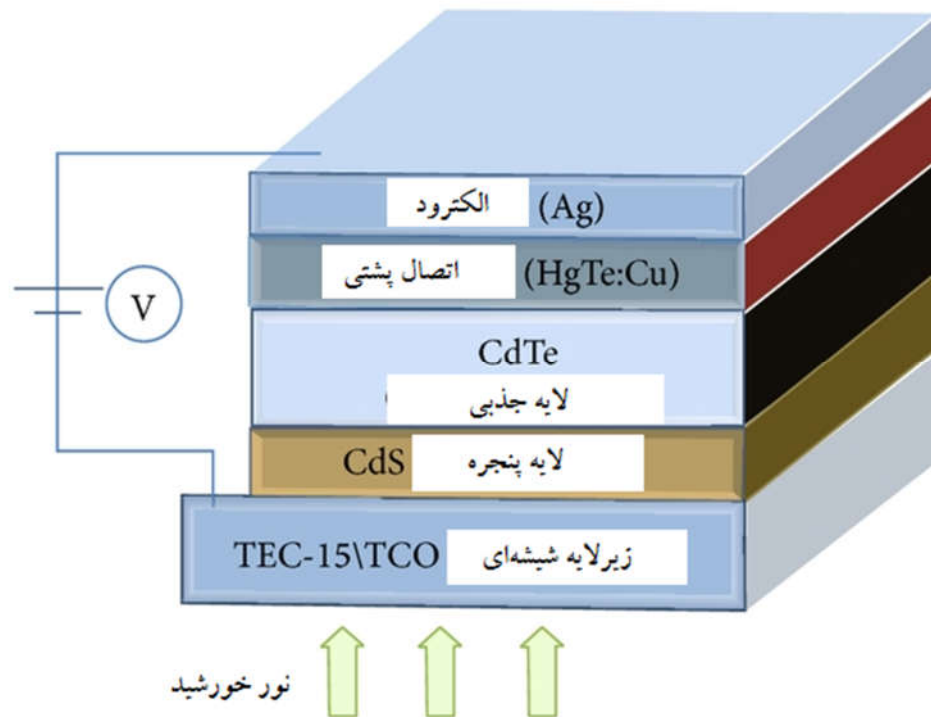 الکترود (Ag)
اتصال پشتی (HgTe:Cu)
V
CdTe
لایه جذبی
CdS لایه پنجره
TEC-15\TCO زیرلایه شیشه‌ای
نور خورشید